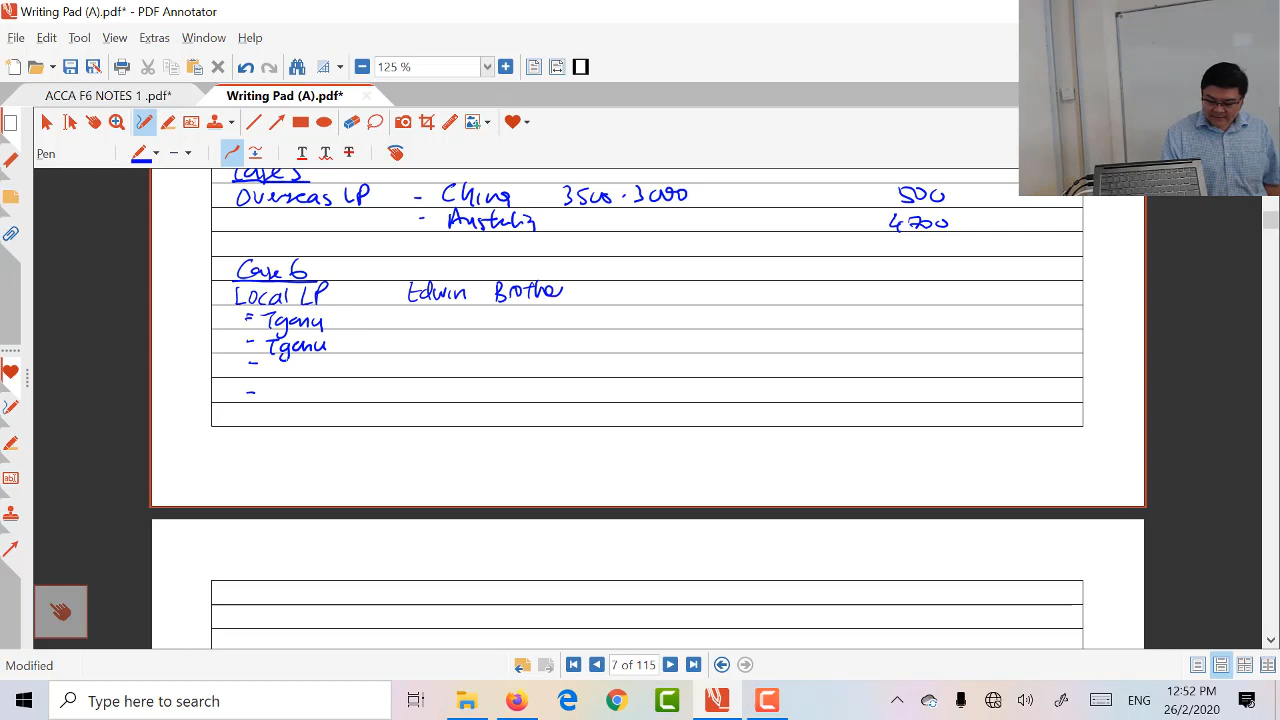 Writing Pad (A).pdf* - PDF Annotator
File Edit Tool View Extras Window Help
125 %
ACCA F6 NOTES 1 .pdf*
Writing Pad (A).pdf*
Pen
Case 5
Overseas LP - China 3500 - 3000 500
- Australia 4700
Case 6
Local LP Edwin Brother
- Tganu
- Tganu
-
-
7 of 115
Modified
Type here to search
ENG
12:52 PM
26/2/2020